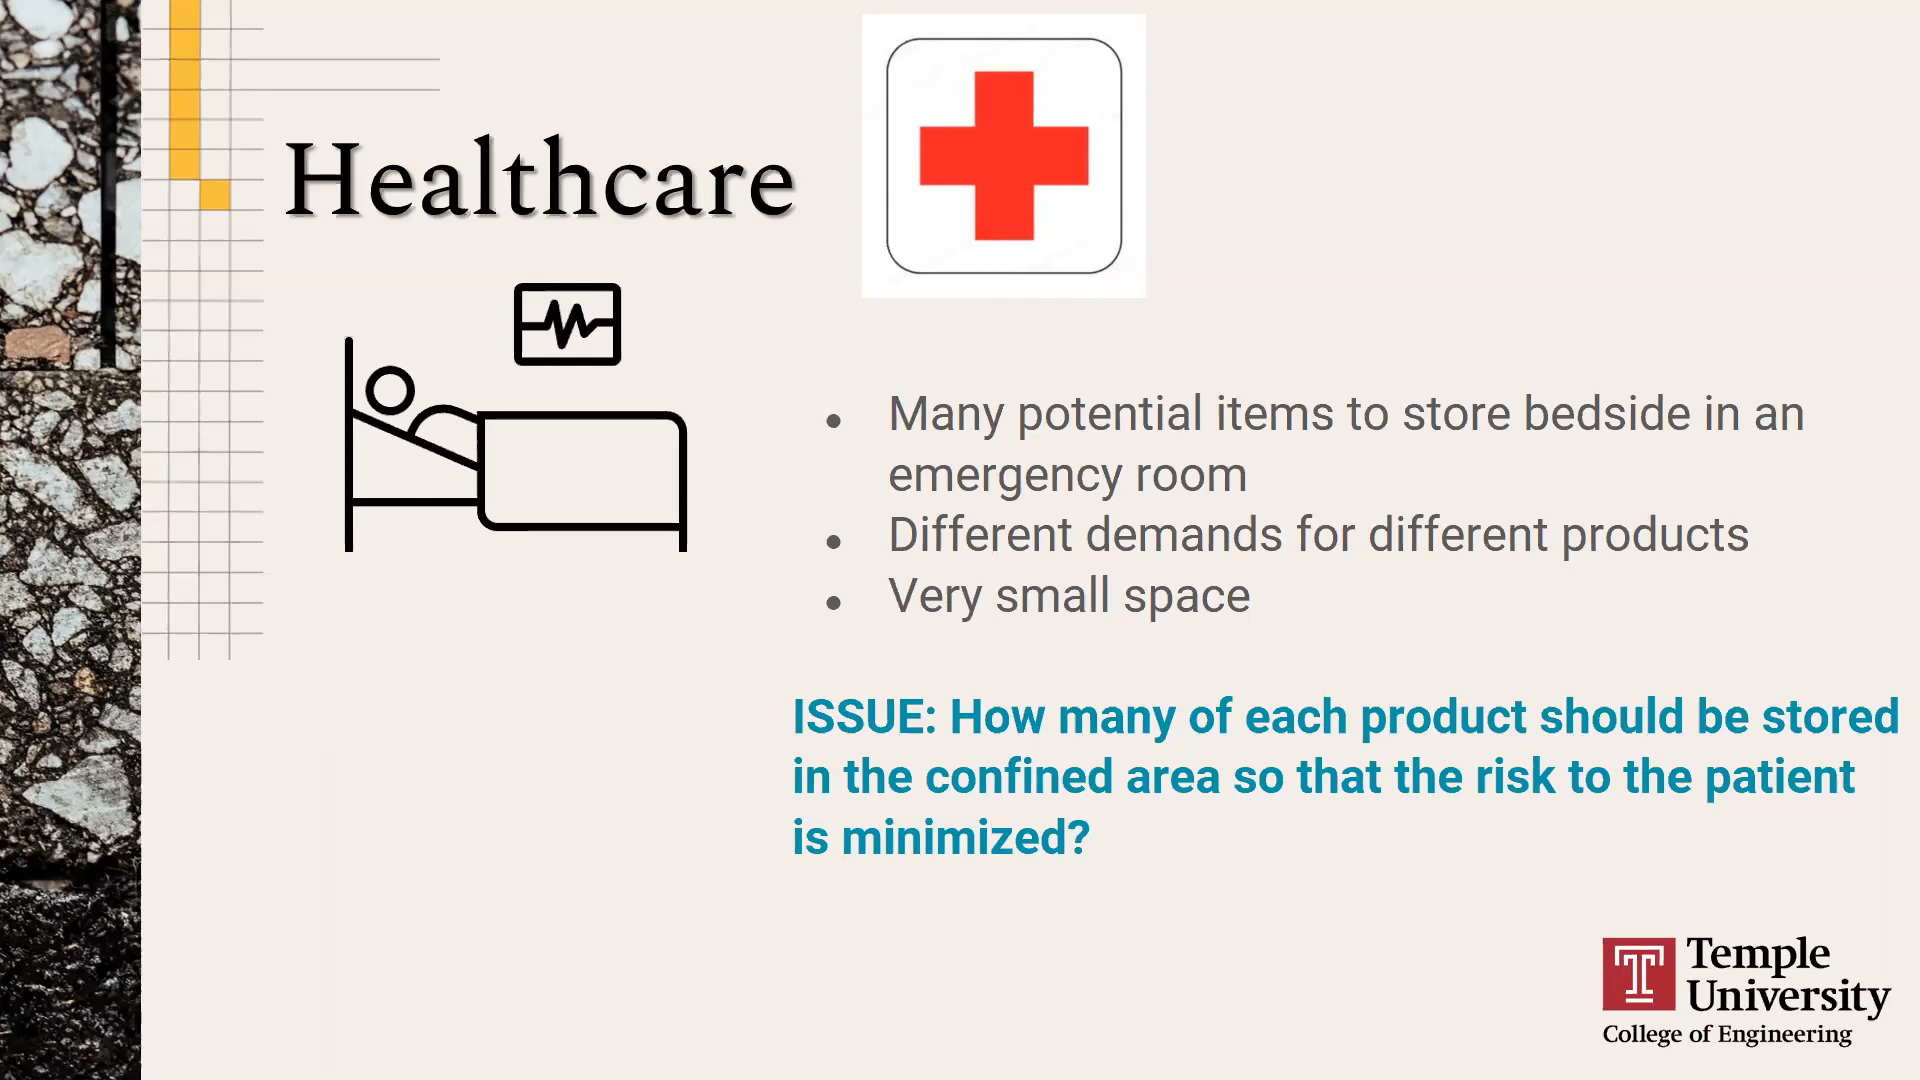 Healthcare
● Many potential items to store bedside in an
emergency room
● Different demands for different products
● Very small space
ISSUE: How many of each product should be stored
in the confined area so that the risk to the patient
is minimized?
Temple
University
College of Engineering